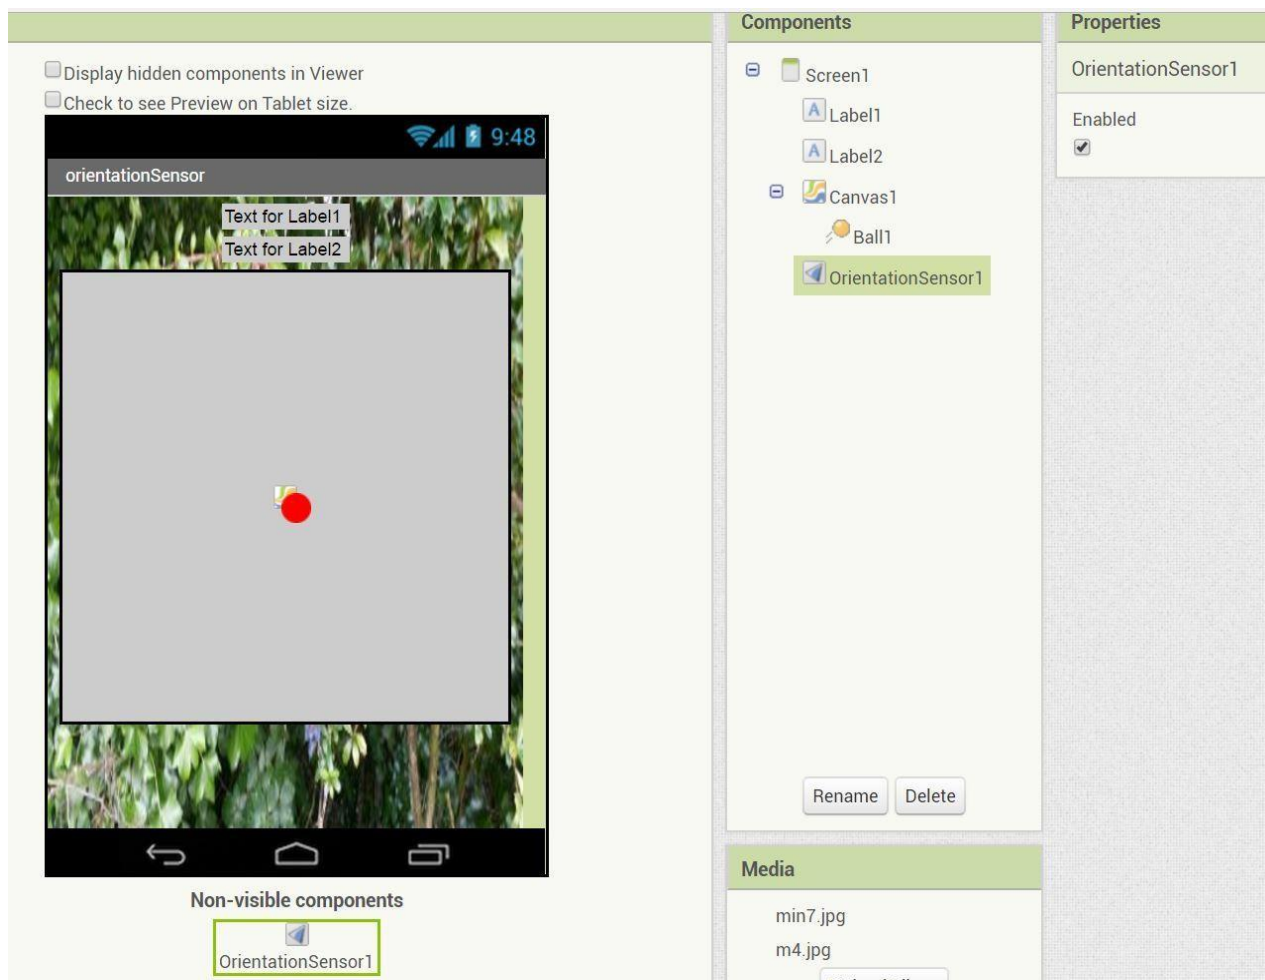 Components
Properties
Display hidden components in Viewer
Check to see Preview on Tablet size.
9:48
orientationSensor
Text for Label1
Text for Label2
Non-visible components
OrientationSensor1
Screen1
Label1
Label2
Canvas1
Ball1
OrientationSensor1
Rename Delete
Media
min7.jpg
m4.jpg
OrientationSensor1
Enabled